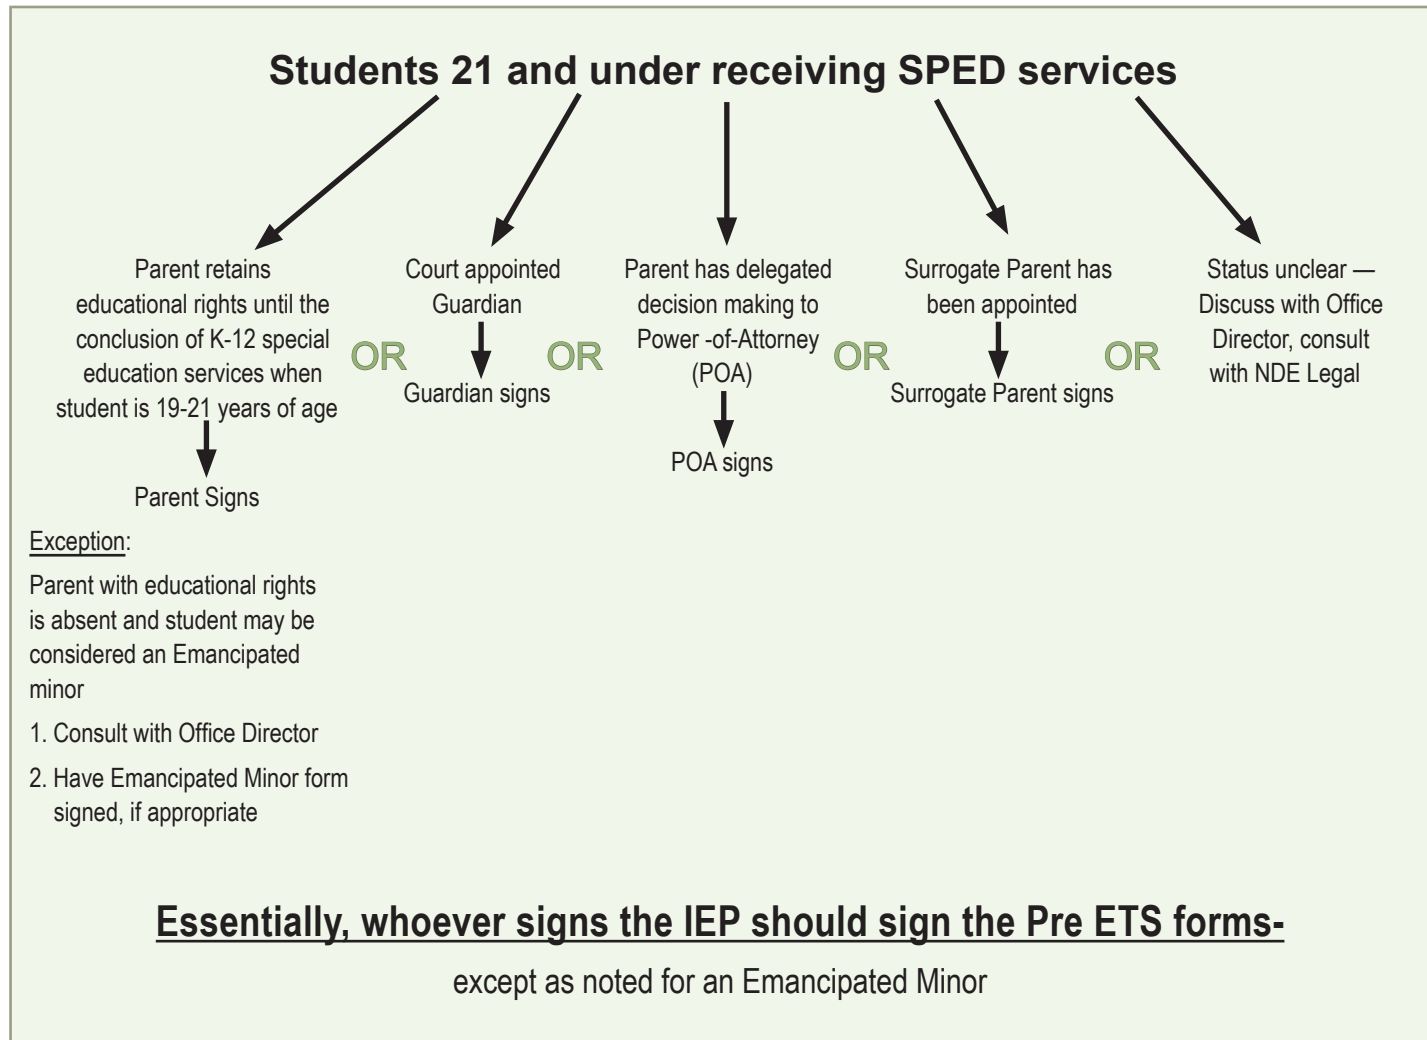 Students 21 and under receiving SPED services
Parent retains
educational rights until the
conclusion of K-12 special
education services when
student is 19-21 years of age
Parent Signs
OR
Court appointed
Guardian
Guardian signs
OR
Parent has delegated
decision making to
Power -of-Attorney
(POA)
POA signs
OR
Surrogate Parent has
been appointed
Surrogate Parent signs
OR
Status unclear —
Discuss with Office
Director, consult
with NDE Legal
Exception:
Parent with educational rights
is absent and student may be
considered an Emancipated
minor
1. Consult with Office Director
2. Have Emancipated Minor form
signed, if appropriate
Essentially, whoever signs the IEP should sign the Pre ETS forms-
except as noted for an Emancipated Minor